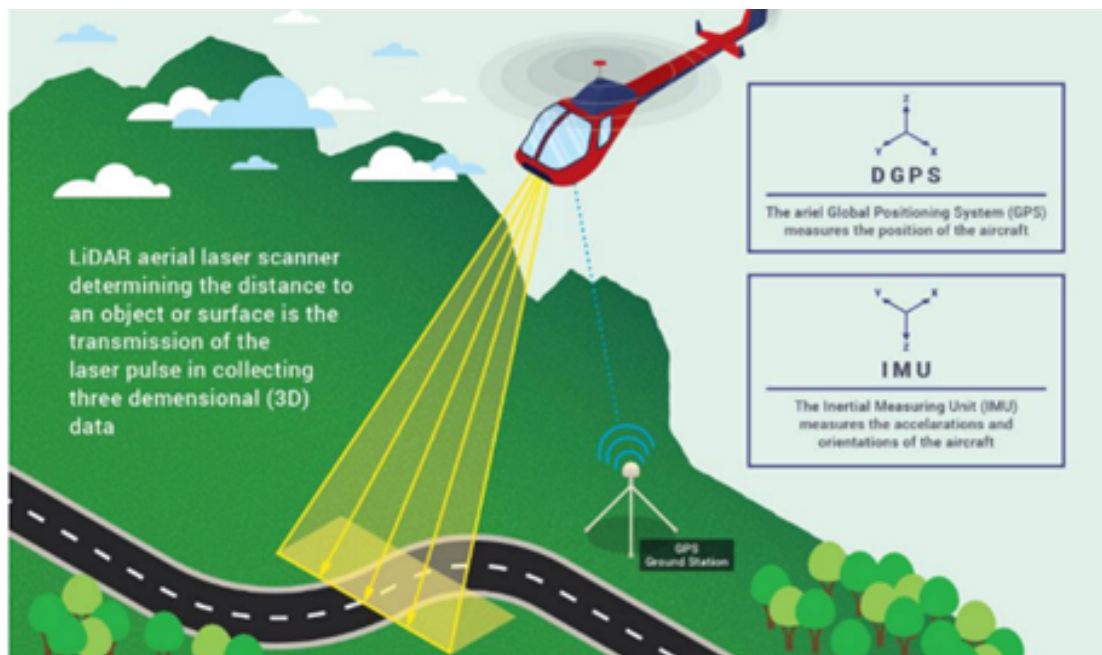 LiDAR aerial laser scanner
determining the distance to
an object or surface is the
transmission of the
laser pulse in collecting
three demensional (3D)
data
Z
Y X
DGPS
The ariel Global Positioning System (GPS)
measures the position of the aircraft
Y X
Z
IMU
The Inertial Measuring Unit (IMU)
measures the accelarations and
orientations of the aircraft
GPS
Ground Station